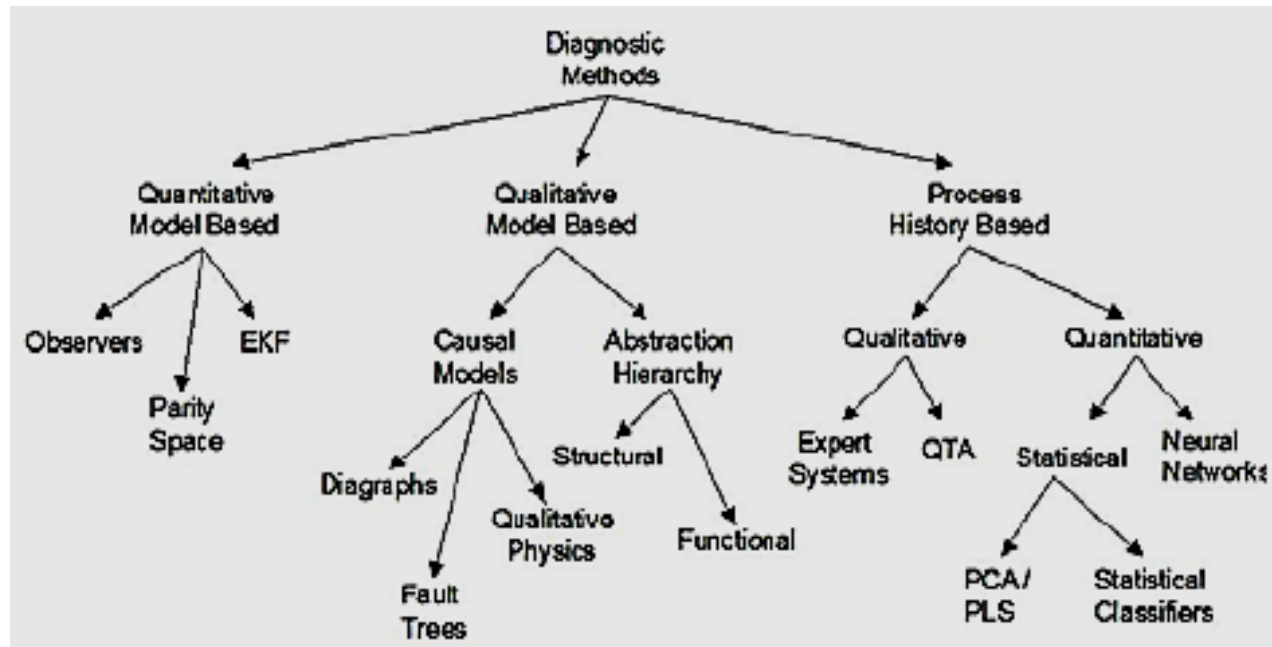 Diagnostic
Methods
Quantitative
Model Based
Qualitative
Model Based
Process
History Based
Observers
EKF
Parity
Space
Causal
Models
Abstraction
Hierarchy
Qualitative
Quantitative
Diagraphs
Fault
Trees
Qualitative
Physics
Structural
Functional
Expert
Systems
QTA
Statistical
Neural
Networks
PCA/
PLS
Statistical
Classifiers